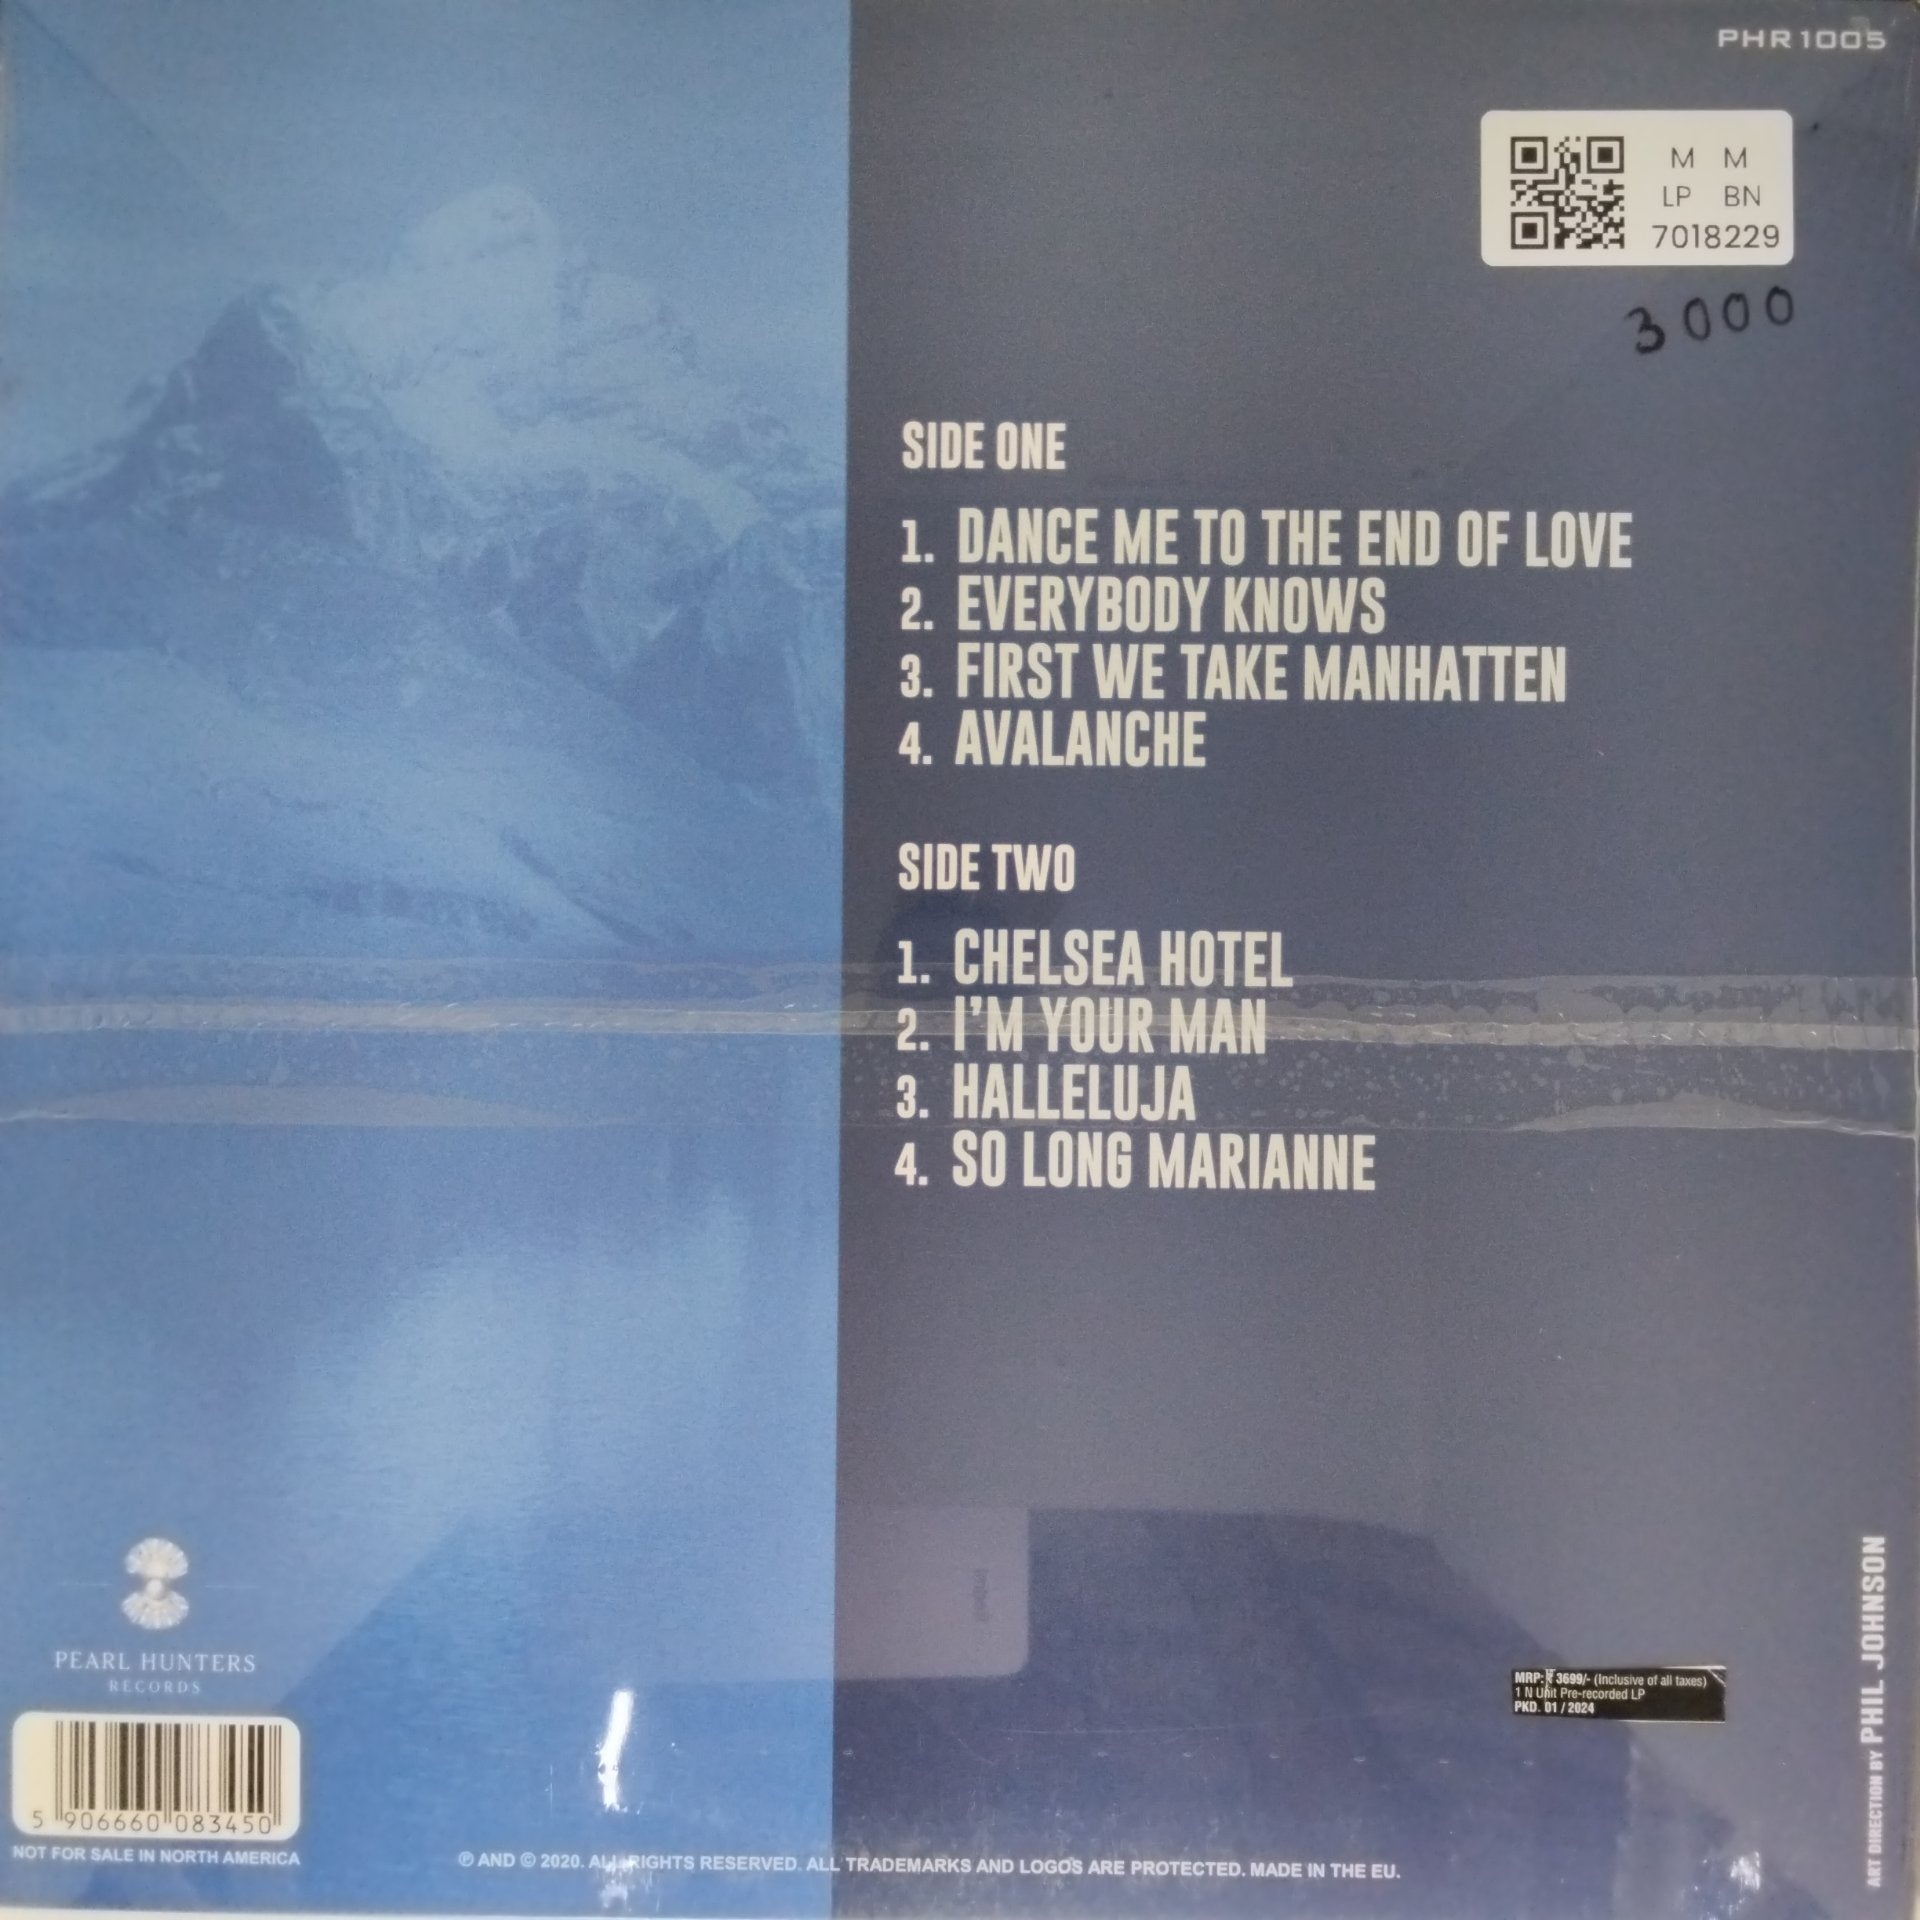 PHR1005
M M
LP BN
7018229
3000
SIDE ONE
1. DANCE ME TO THE END OF LOVE
2. EVERYBODY KNOWS
3. FIRST WE TAKE MANHATTEN
4. AVALANCHE
SIDE TWO
1. CHELSEA HOTEL
2. I'M YOUR MAN
3. HALLELUJA
4. SO LONG MARIANNE
PEARL HUNTERS
RECORDS
5 906660 083450
NOT FOR SALE IN NORTH AMERICA
℗ AND © 2020. ALL RIGHTS RESERVED. ALL TRADEMARKS AND LOGOS ARE PROTECTED. MADE IN THE EU.
MRP: ₹ 3699/- (Inclusive of all taxes)
1 N Unit Pre-recorded LP
PKD. 01 / 2024
ART DIRECTION BY PHIL JOHNSON